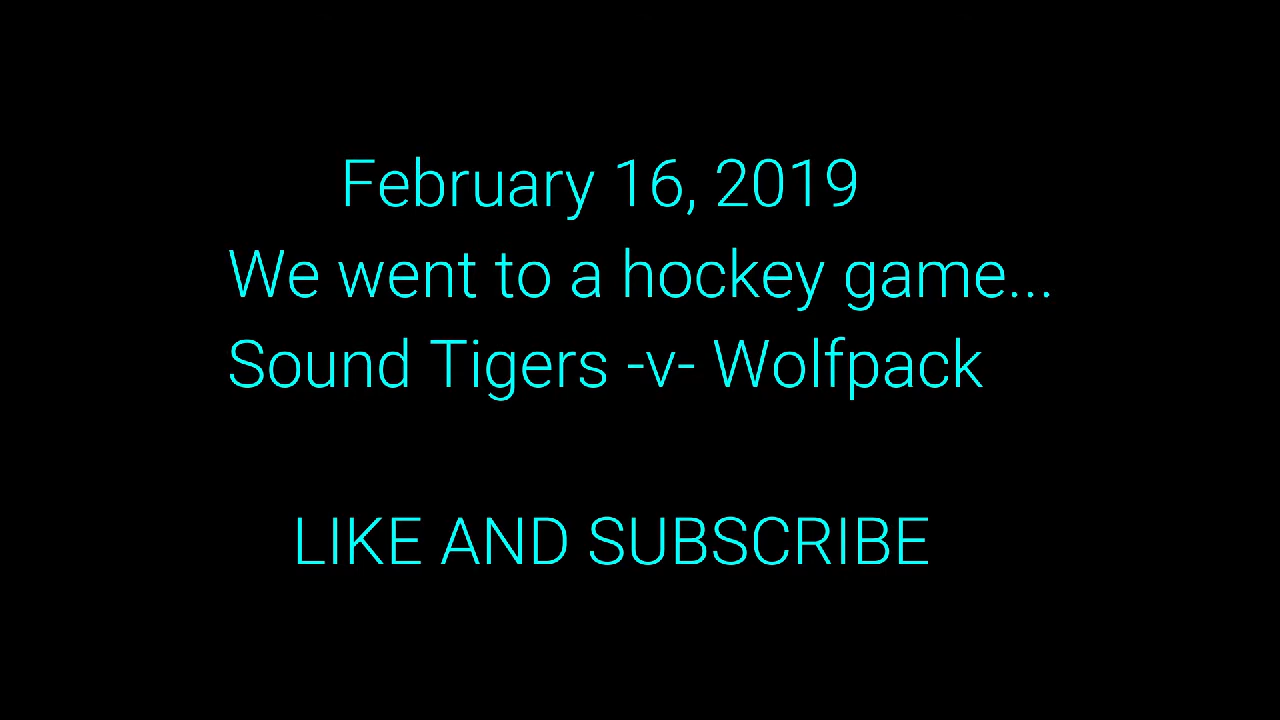 February 16, 2019
We went to a hockey game...
Sound Tigers -v- Wolfpack
LIKE AND SUBSCRIBE